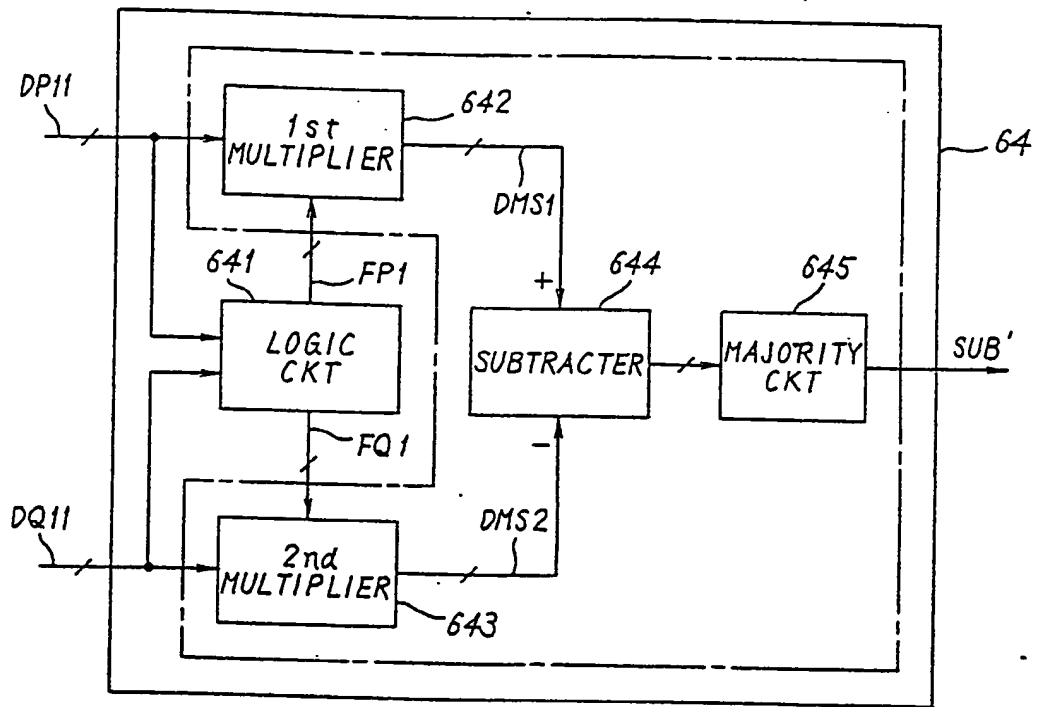 DP11
1st
MULTIPLIER
642
64
DMS1
641
FP1
+
644
645
LOGIC
CKT
SUBTRACTER
MAJORITY
CKT
SUB'
FQ1
-
DQ11
DMS2
2nd
MULTIPLIER
643